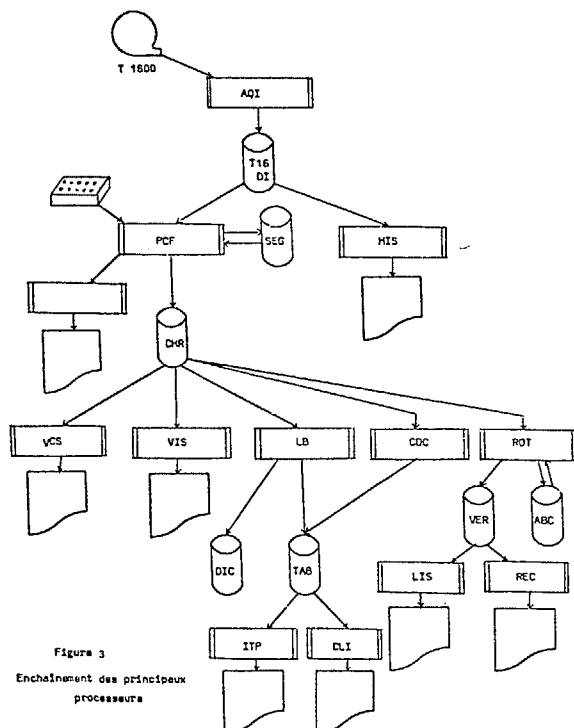 T 1600
AQI
T16
DI
PCF
SEG
HIS
CHR
VCS
VIS
LB
CDC
ROT
VER
ABC
DIC
TAB
LIS
REC
ITP
CLI
Figure 3
Enchaînement des principaux
processeurs